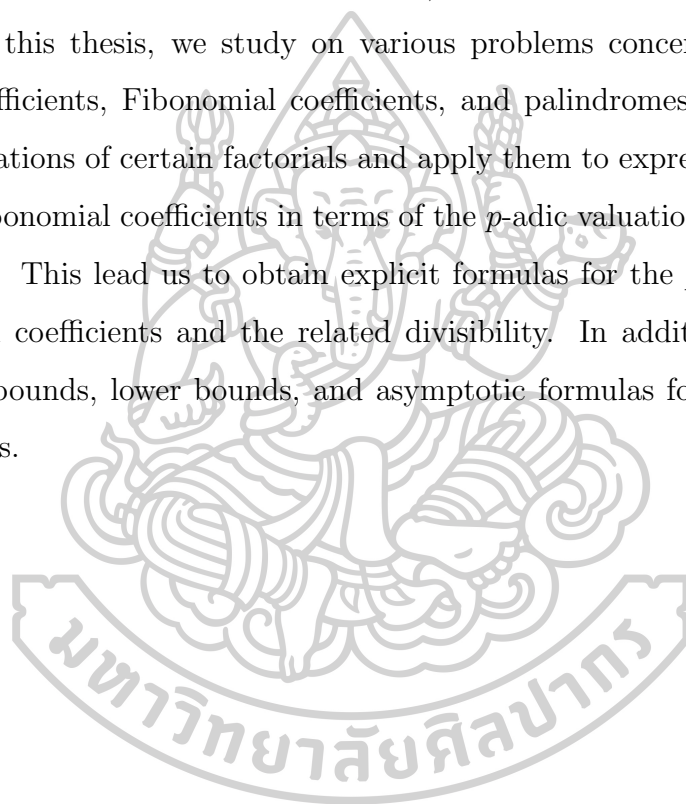 this thesis, we study on various problems concer
fficients, Fibonomial coefficients, and palindromes
ations of certain factorials and apply them to expre
bonomial coefficients in terms of the p-adic valuation
This lead us to obtain explicit formulas for the
coefficients and the related divisibility. In addit
bounds, lower bounds, and asymptotic formulas fo
s.
มหาวิทยาลัยศิลปากร